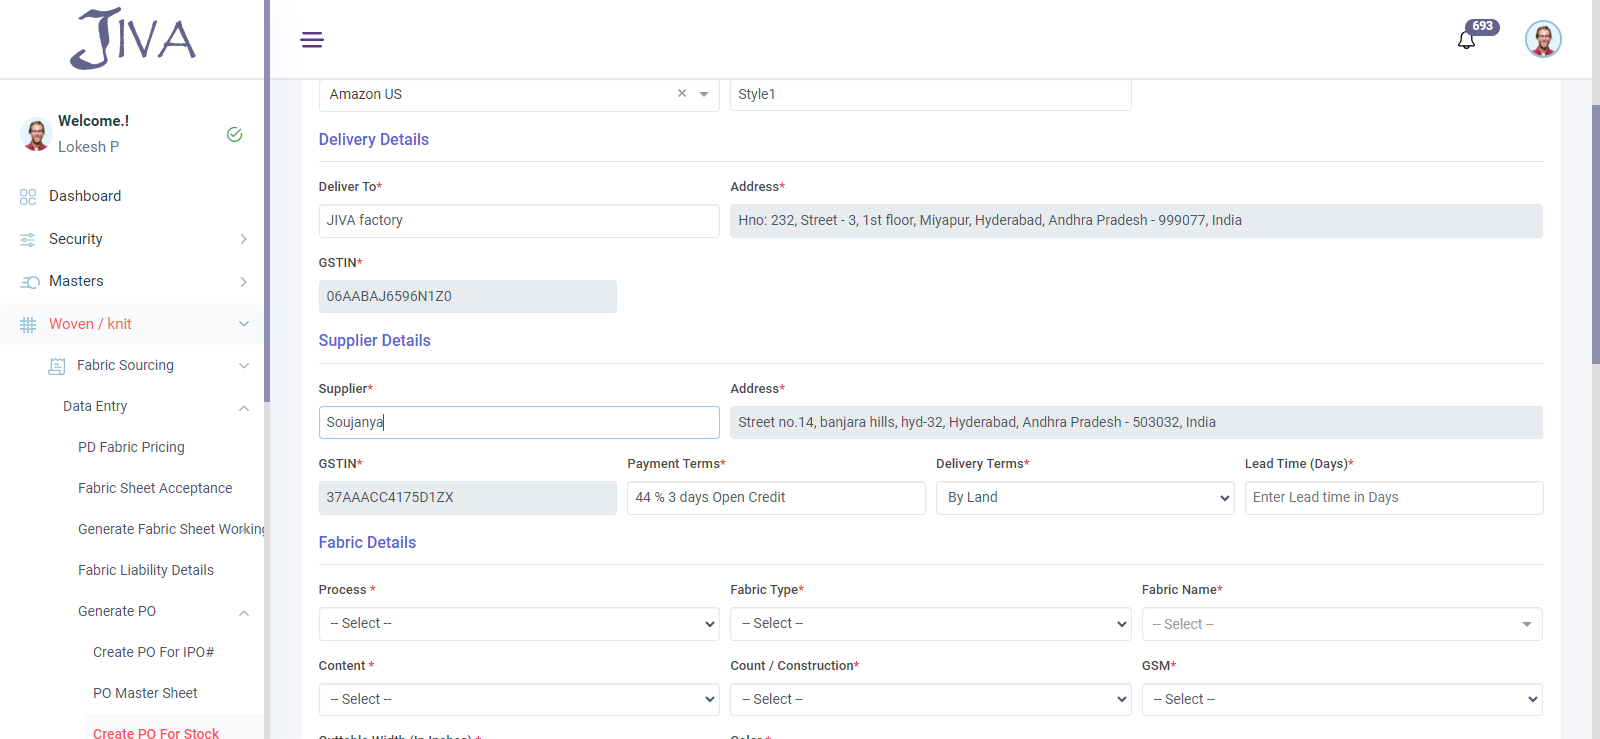 JIVA
693
Welcome.!
Lokesh P
Dashboard
Security
Masters
Woven / knit
Fabric Sourcing
Data Entry
PD Fabric Pricing
Fabric Sheet Acceptance
Generate Fabric Sheet Working
Fabric Liability Details
Generate PO
Create PO For IPO#
PO Master Sheet
Create PO For Stock
Amazon US × Style1
Delivery Details
Deliver To* Address*
JIVA factory Hno: 232, Street - 3, 1st floor, Miyapur, Hyderabad, Andhra Pradesh - 999077, India
GSTIN*
06AABAJ6596N1Z0
Supplier Details
Supplier* Address*
Soujanya Street no.14, banjara hills, hyd-32, Hyderabad, Andhra Pradesh - 503032, India
GSTIN* Payment Terms* Delivery Terms* Lead Time (Days)*
37AAACC4175D1ZX 44 % 3 days Open Credit By Land Enter Lead time in Days
Fabric Details
Process * Fabric Type* Fabric Name*
-- Select -- -- Select -- -- Select --
Content * Count / Construction* GSM*
-- Select -- -- Select -- -- Select --
Cuttable Width (In Inches) * Color *